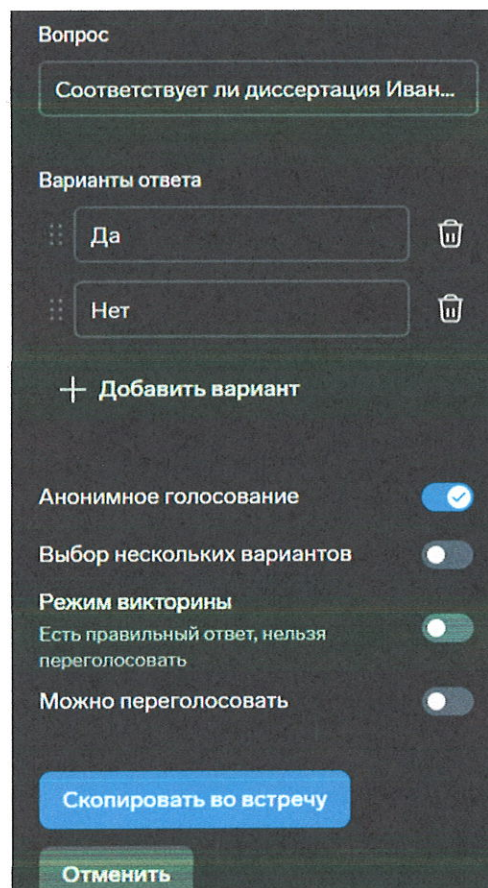 Вопрос
Соответствует ли диссертация Иван...
Варианты ответа
Да
Нет
+ Добавить вариант
Анонимное голосование
Выбор нескольких вариантов
Режим викторины
Есть правильный ответ, нельзя
переголосовать
Можно переголосовать
Скопировать во встречу
Отменить